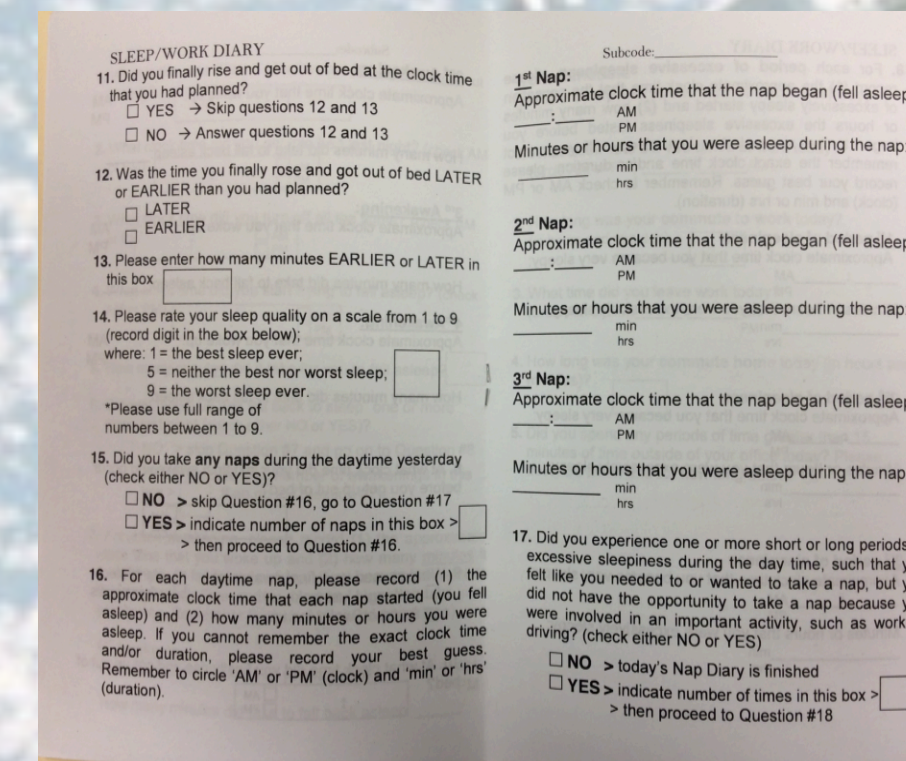 SLEEP/WORK DIARY
11. Did you finally rise and get out of bed at the clock time
that you had planned?
☐ YES → Skip questions 12 and 13
☐ NO → Answer questions 12 and 13
12. Was the time you finally rose and got out of bed LATER
or EARLIER than you had planned?
☐ LATER
☐ EARLIER
13. Please enter how many minutes EARLIER or LATER in
this box
14. Please rate your sleep quality on a scale from 1 to 9
(record digit in the box below);
where: 1 = the best sleep ever;
5 = neither the best nor worst sleep;
9 = the worst sleep ever.
*Please use full range of
numbers between 1 to 9.
15. Did you take any naps during the daytime yesterday
(check either NO or YES)?
☐ NO > skip Question #16, go to Question #17
☐ YES > indicate number of naps in this box >
> then proceed to Question #16.
16. For each daytime nap, please record (1) the
approximate clock time that each nap started (you fell
asleep) and (2) how many minutes or hours you were
asleep. If you cannot remember the exact clock time
and/or duration, please record your best guess.
Remember to circle 'AM' or 'PM' (clock) and 'min' or 'hrs'
(duration).
Subcode:
1st Nap:
Approximate clock time that the nap began (fell asleep
____:____ AM
PM
Minutes or hours that you were asleep during the nap:
min
hrs
2nd Nap:
Approximate clock time that the nap began (fell asleep
____:____ AM
PM
Minutes or hours that you were asleep during the nap
min
hrs
3rd Nap:
Approximate clock time that the nap began (fell asleep
____:____ AM
PM
Minutes or hours that you were asleep during the nap
min
hrs
17. Did you experience one or more short or long periods
excessive sleepiness during the day time, such that y
felt like you needed to or wanted to take a nap, but y
did not have the opportunity to take a nap because y
were involved in an important activity, such as work
driving? (check either NO or YES)
☐ NO > today's Nap Diary is finished
☐ YES > indicate number of times in this box >
> then proceed to Question #18